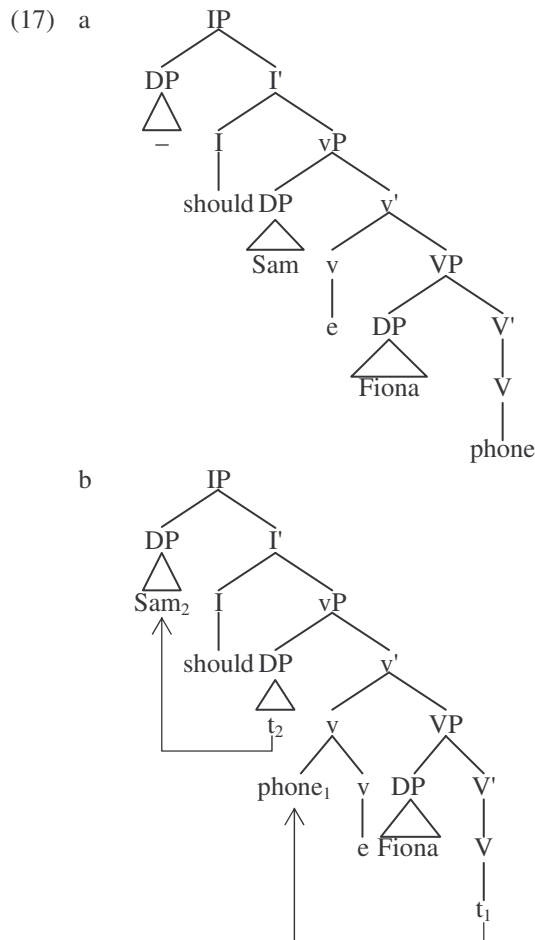 (17) a IP
DP I'
– I vP
should DP v'
Sam v VP
e DP V'
Fiona V
phone
b IP
DP I'
Sam₂ I vP
should DP v'
t₂ v VP
phone₁ v DP V'
e Fiona V
t₁